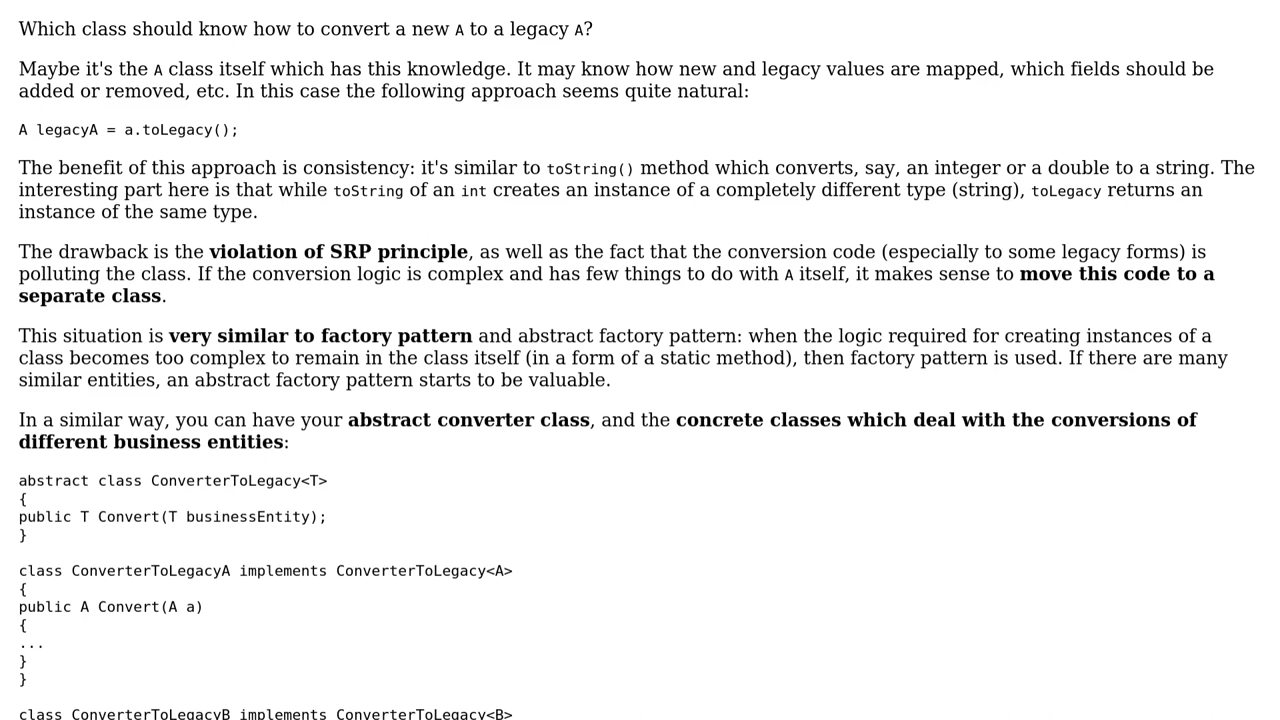 Which class should know how to convert a new A to a legacy A?
Maybe it's the A class itself which has this knowledge. It may know how new and legacy values are mapped, which fields should be
added or removed, etc. In this case the following approach seems quite natural:
A legacyA = a.toLegacy();
The benefit of this approach is consistency: it's similar to toString() method which converts, say, an integer or a double to a string. The
interesting part here is that while toString of an int creates an instance of a completely different type (string), toLegacy returns an
instance of the same type.
The drawback is the violation of SRP principle, as well as the fact that the conversion code (especially to some legacy forms) is
polluting the class. If the conversion logic is complex and has few things to do with A itself, it makes sense to move this code to a
separate class.
This situation is very similar to factory pattern and abstract factory pattern: when the logic required for creating instances of a
class becomes too complex to remain in the class itself (in a form of a static method), then factory pattern is used. If there are many
similar entities, an abstract factory pattern starts to be valuable.
In a similar way, you can have your abstract converter class, and the concrete classes which deal with the conversions of
different business entities:
abstract class ConverterToLegacy<T>
{
public T Convert(T businessEntity);
}
class ConverterToLegacyA implements ConverterToLegacy<A>
{
public A Convert(A a)
{
...
}
}
class ConverterToLegacyB implements ConverterToLegacy<B>